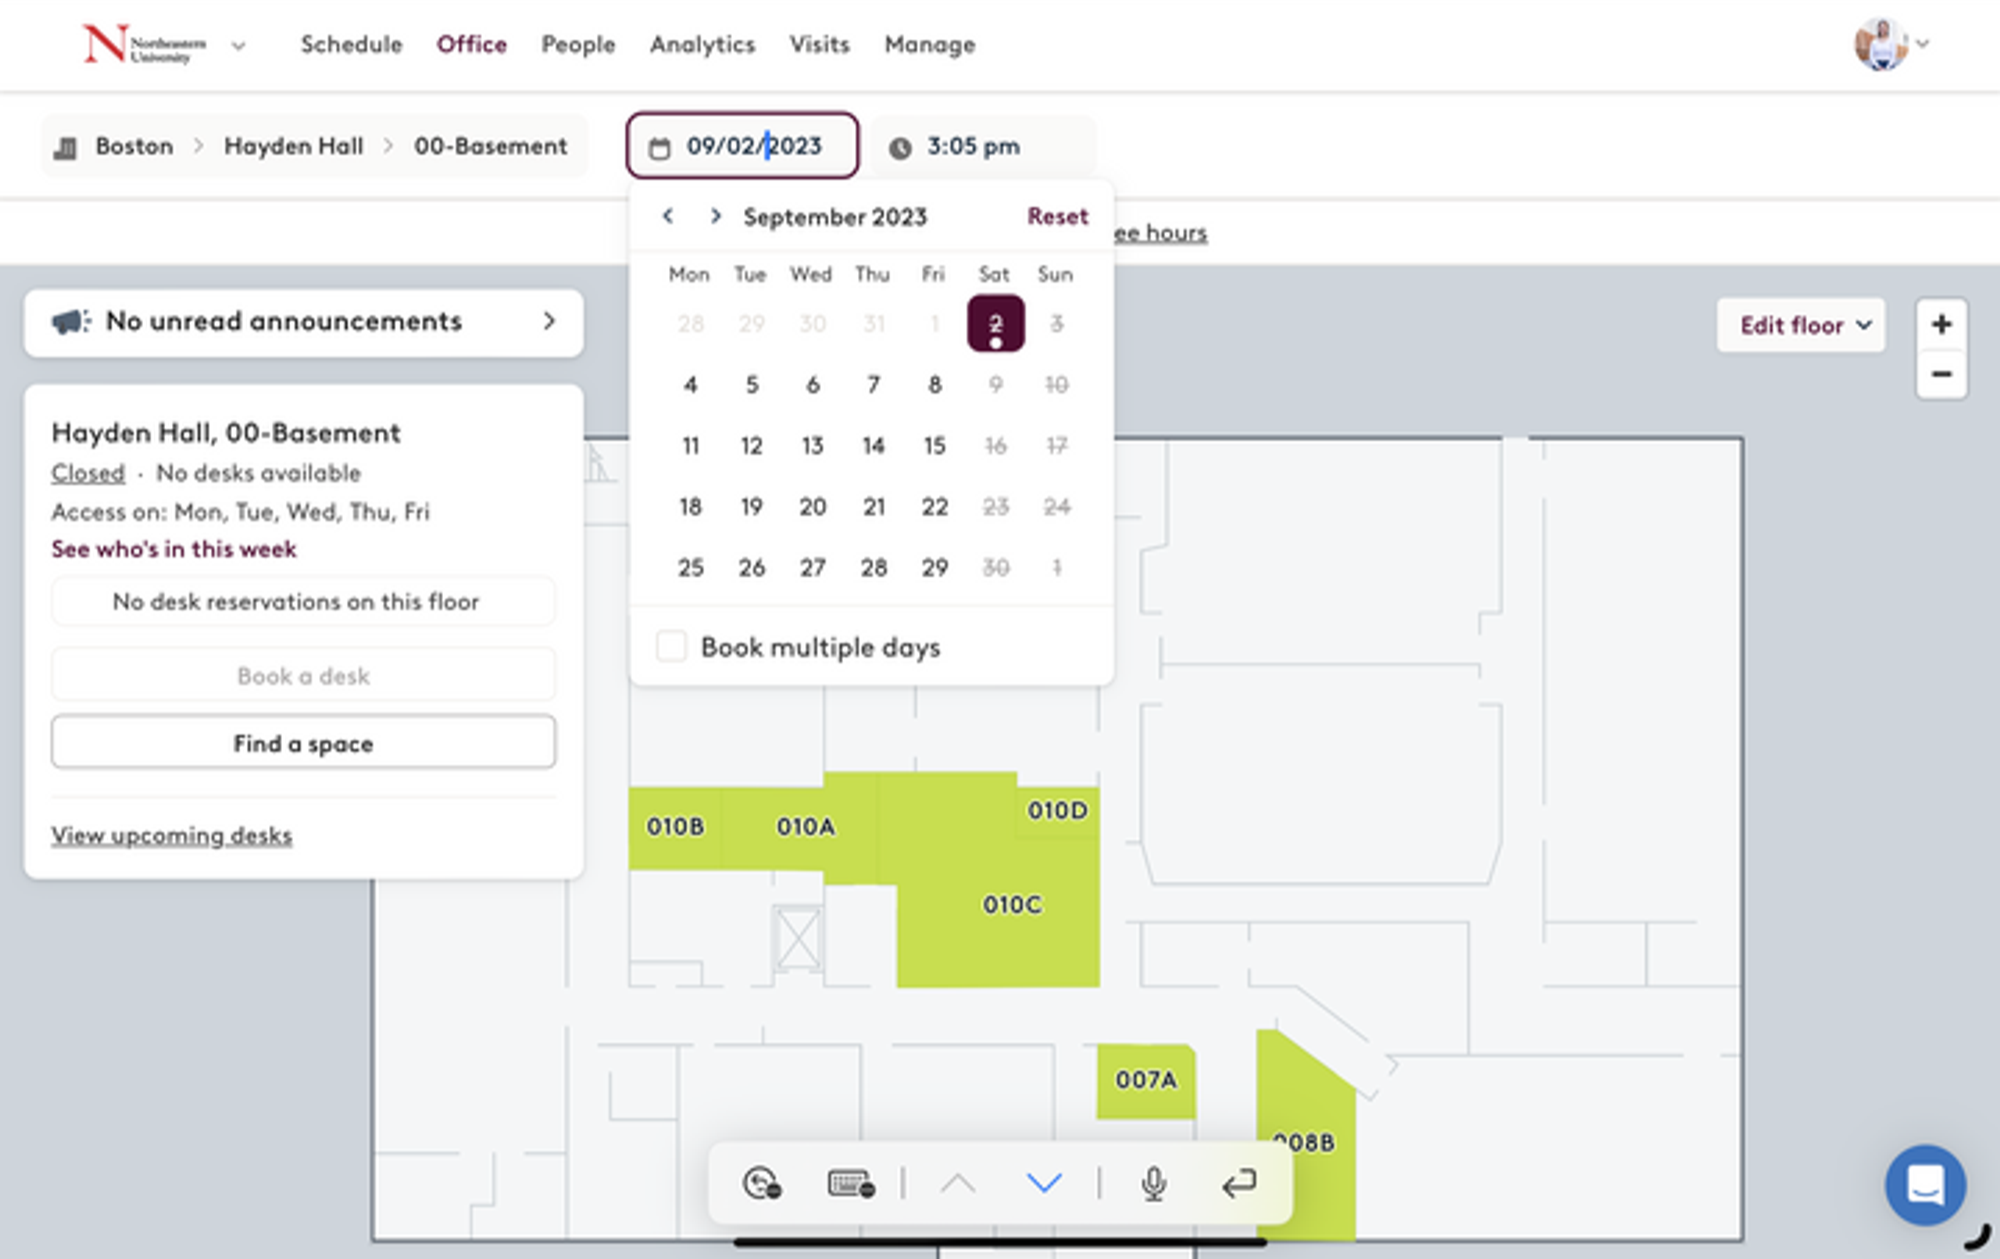 Northeastern University
Schedule Office People Analytics Visits Manage
Boston > Hayden Hall > 00-Basement
09/02/2023
3:05 pm
September 2023 Reset
ee hours
Mon Tue Wed Thu Fri Sat Sun
28 29 30 31 1 2 3
4 5 6 7 8 9 10
11 12 13 14 15 16 17
18 19 20 21 22 23 24
25 26 27 28 29 30 1
Book multiple days
No unread announcements
Edit floor
+
−
Hayden Hall, 00-Basement
Closed · No desks available
Access on: Mon, Tue, Wed, Thu, Fri
See who's in this week
No desk reservations on this floor
Book a desk
Find a space
View upcoming desks
010B
010A
010D
010C
007A
008B